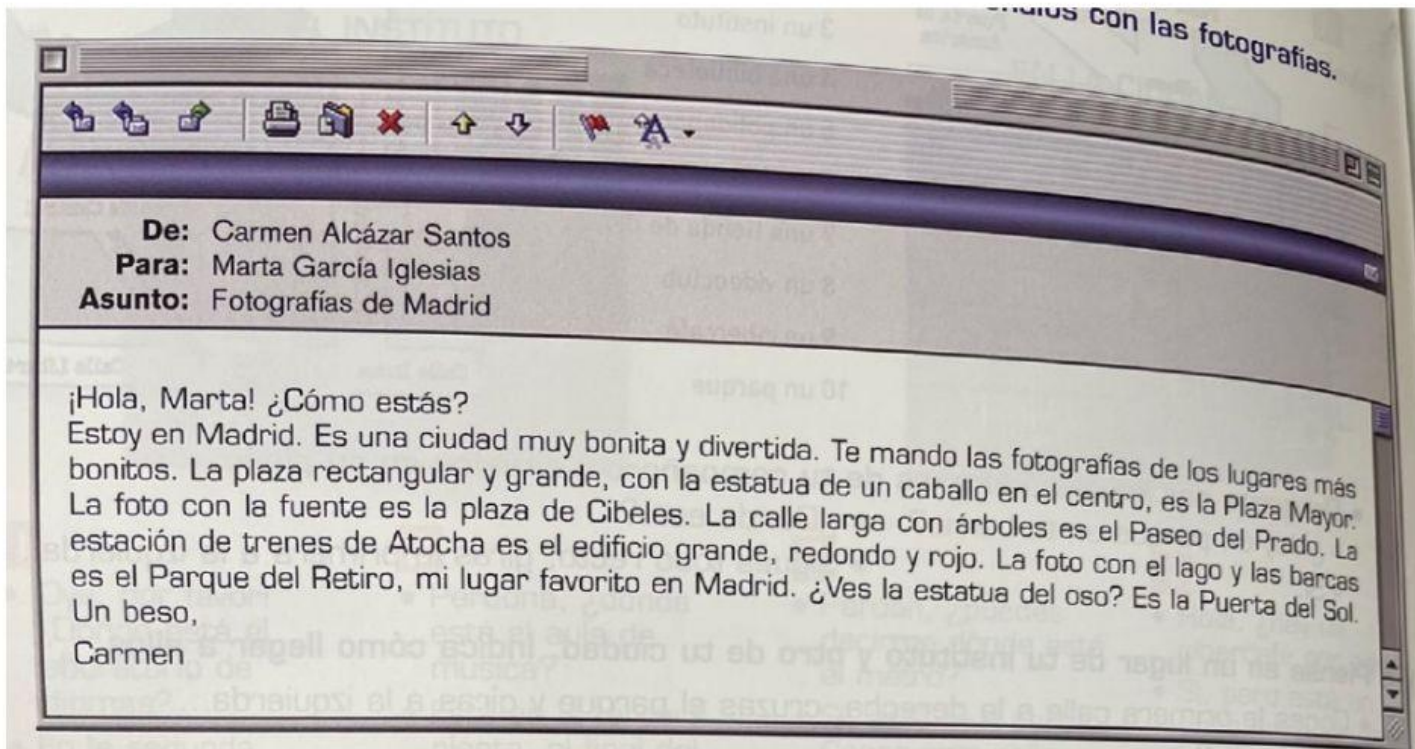 con las fotografías.
De: Carmen Alcázar Santos
Para: Marta García Iglesias
Asunto: Fotografías de Madrid
¡Hola, Marta! ¿Cómo estás?
Estoy en Madrid. Es una ciudad muy bonita y divertida. Te mando las fotografías de los lugares más
bonitos. La plaza rectangular y grande, con la estatua de un caballo en el centro, es la Plaza Mayor.
La foto con la fuente es la plaza de Cibeles. La calle larga con árboles es el Paseo del Prado. La
estación de trenes de Atocha es el edificio grande, redondo y rojo. La foto con el lago y las barcas
es el Parque del Retiro, mi lugar favorito en Madrid. ¿Ves la estatua del oso? Es la Puerta del Sol.
Un beso,
Carmen